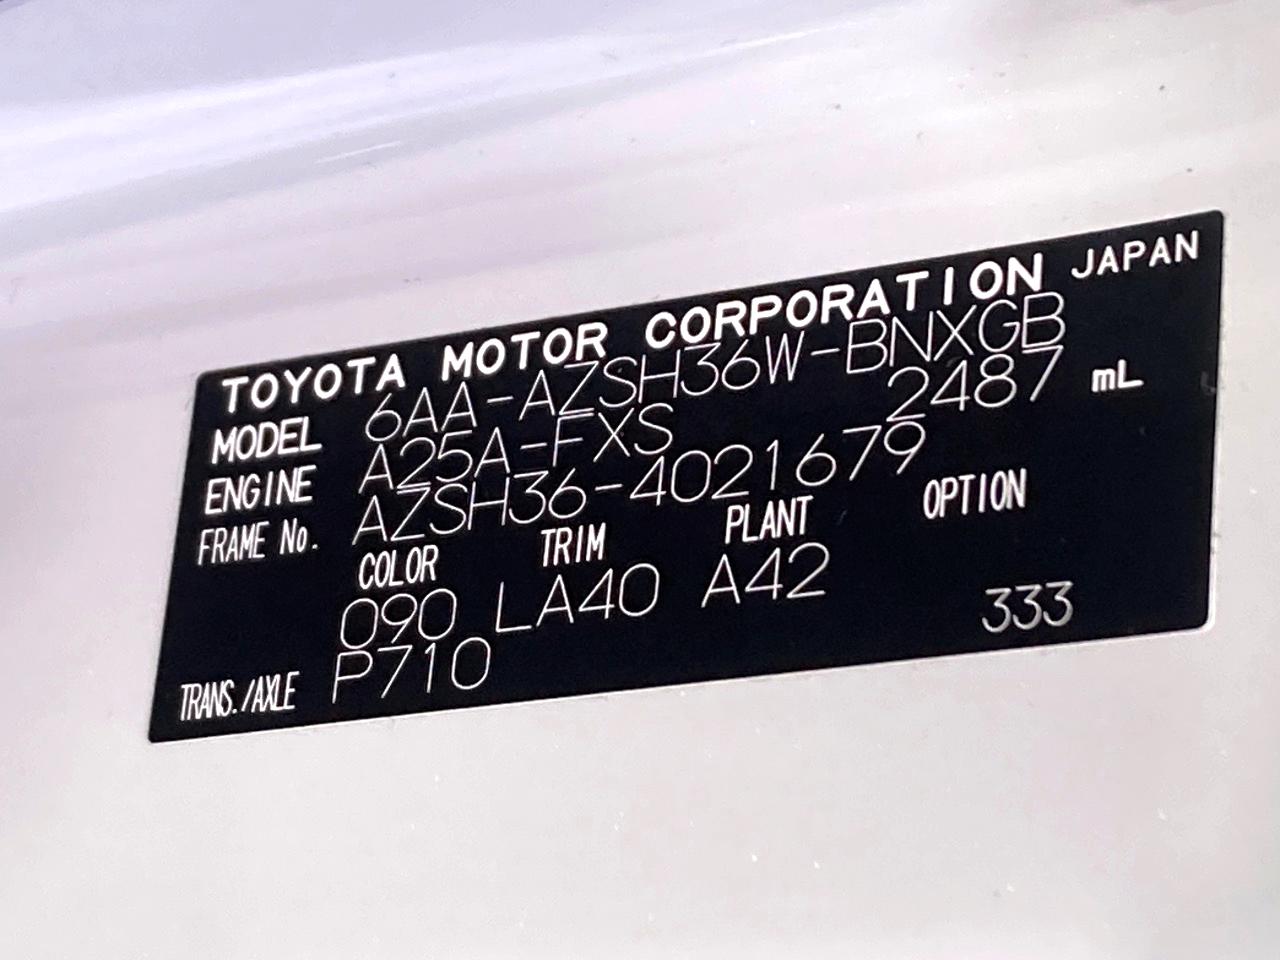 TOYOTA MOTOR CORPORATION JAPAN
MODEL 6AA-AZSH36W-BNXGB
ENGINE A25A-FXS 2487 mL
FRAME No. AZSH36-4021679
COLOR TRIM PLANT OPTION
090 LA40 A42
TRANS./AXLE P710 333